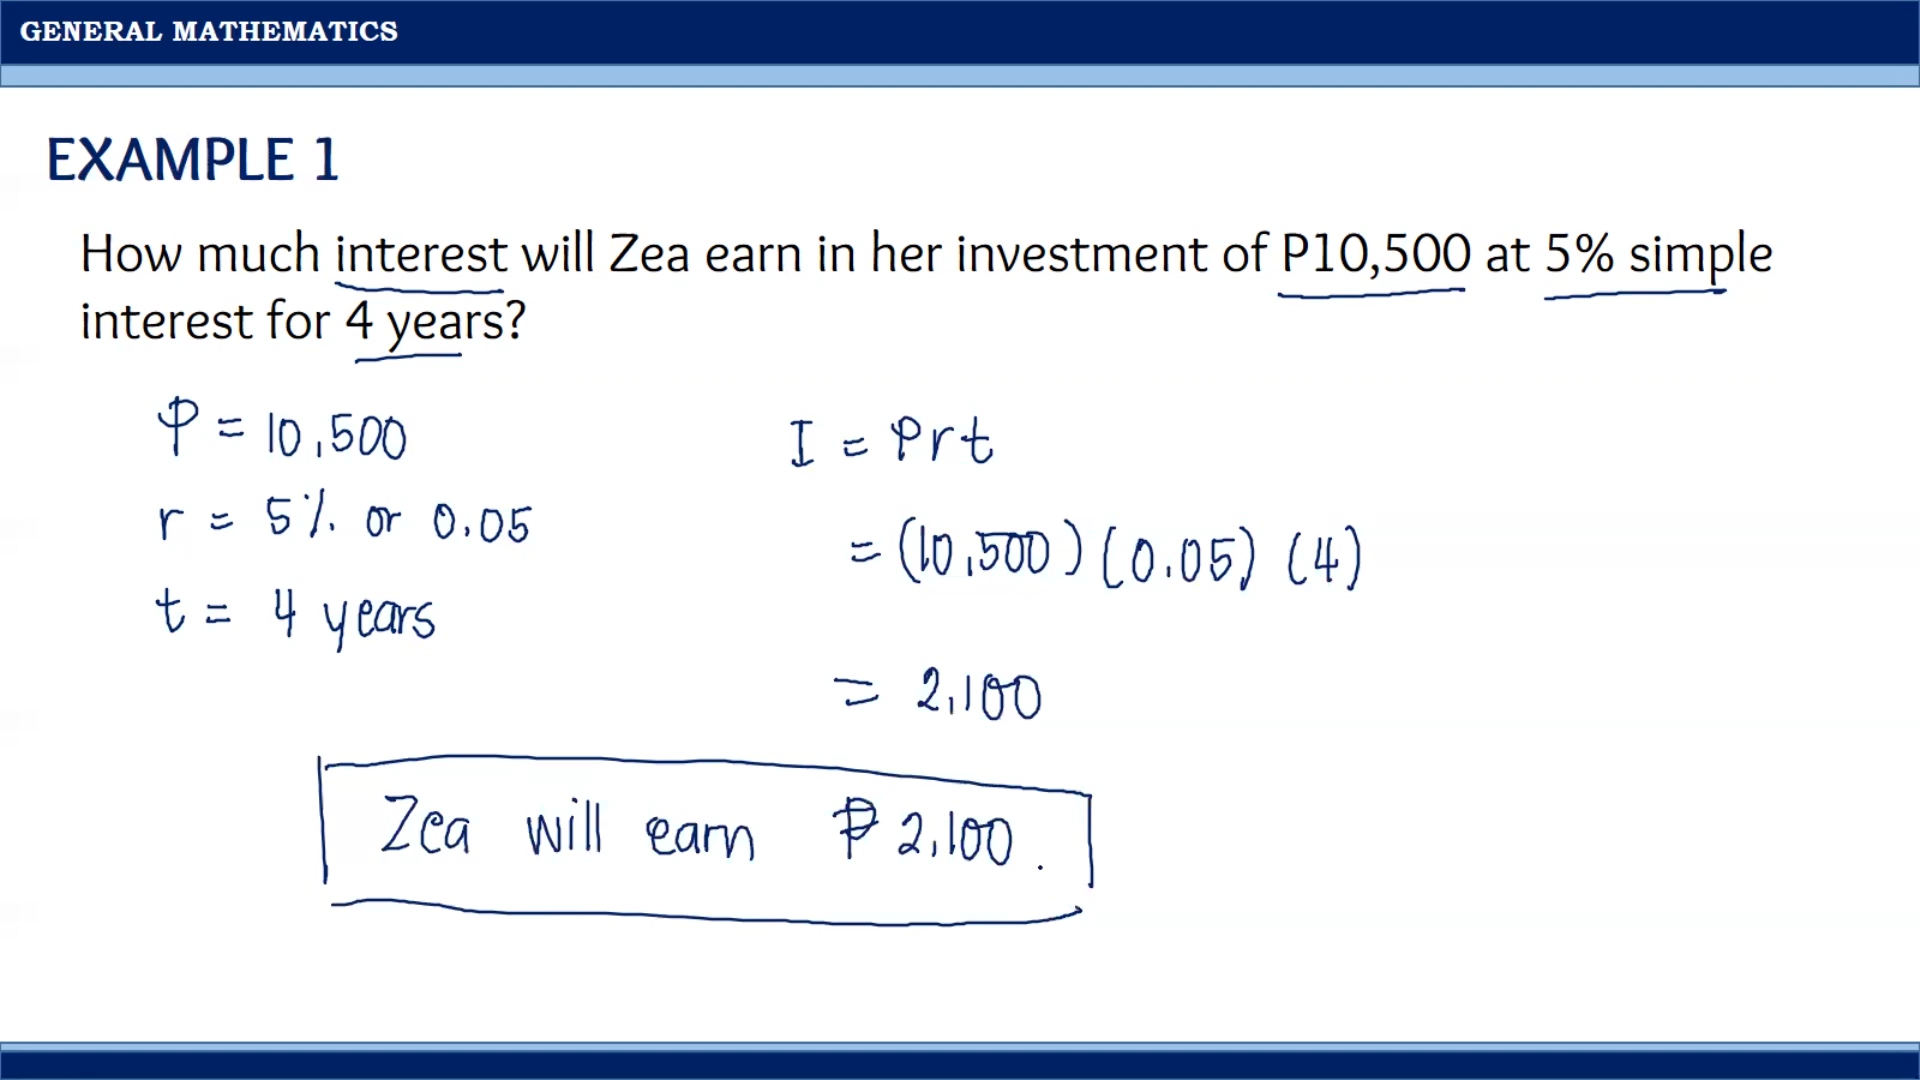 GENERAL MATHEMATICS
EXAMPLE 1
How much interest will Zea earn in her investment of P10,500 at 5% simple
interest for 4 years?
P = 10,500
r = 5% or 0.05
t = 4 years
I = Prt
= (10,500) (0.05) (4)
= 2,100
Zea will earn ₱ 2,100.